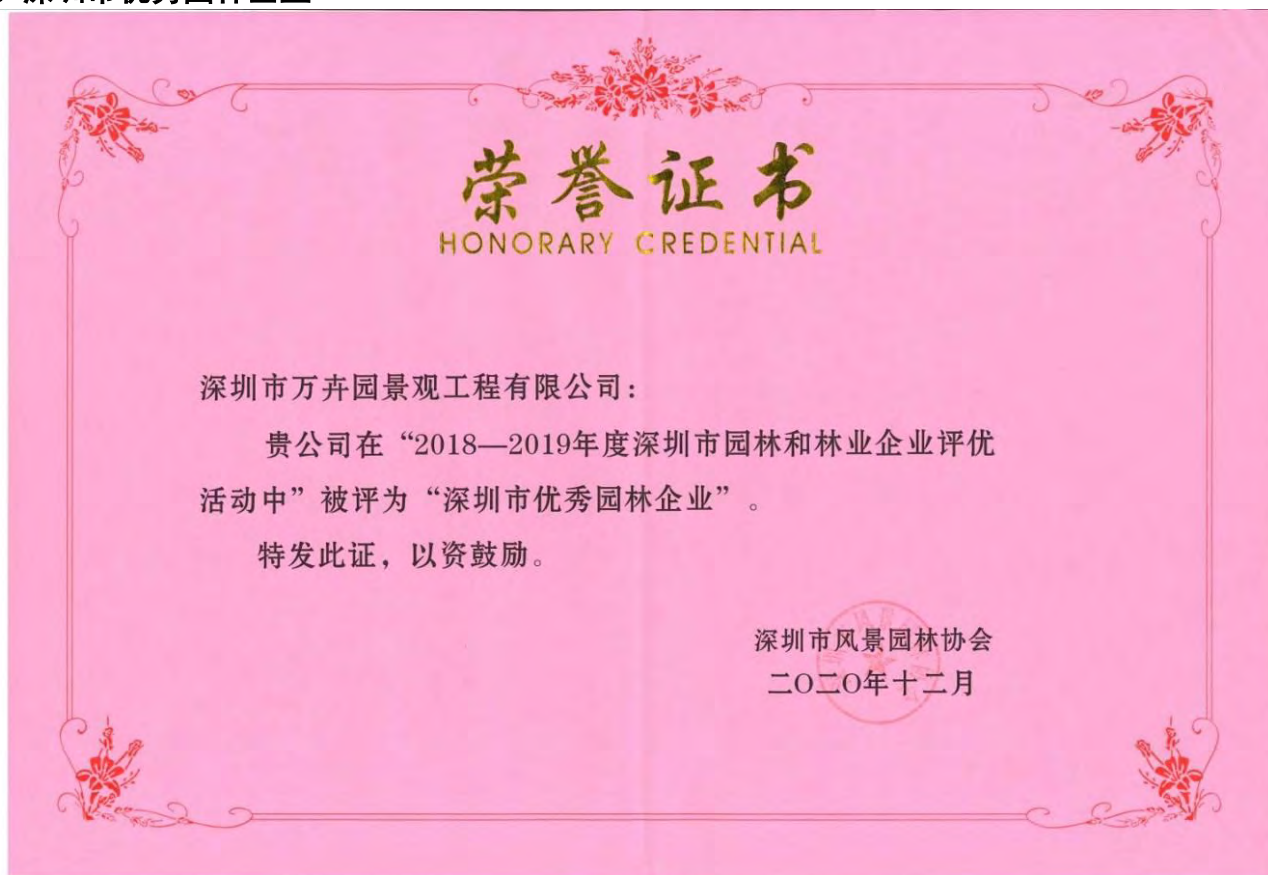 荣誉证书
HONORARY CREDENTIAL
深圳市万卉园景观工程有限公司：
贵公司在“2018—2019年度深圳市园林和林业企业评优
活动中”被评为“深圳市优秀园林企业”。
特发此证，以资鼓励。
深圳市风景园林协会
二〇二〇年十二月